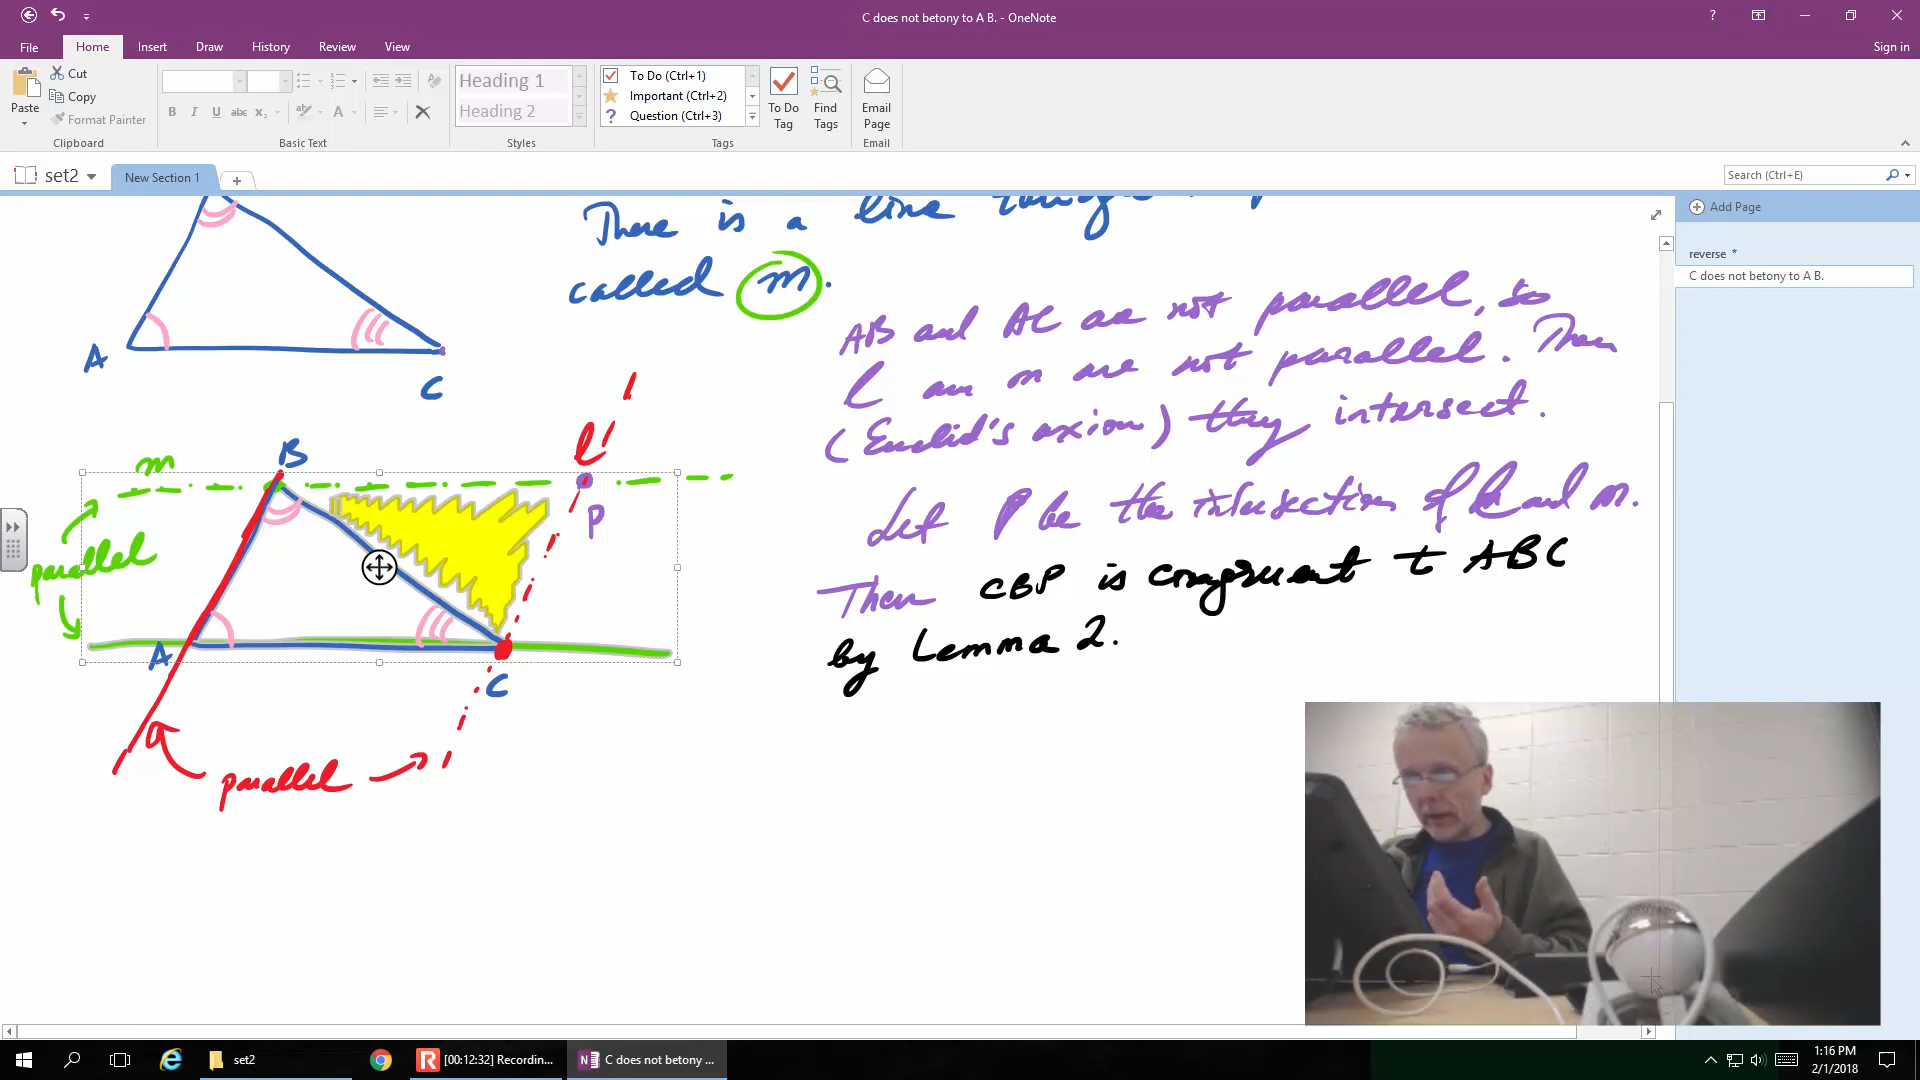 C does not betony to A B. - OneNote
?
Sign in
File
Home
Insert
Draw
History
Review
View
Paste
Cut
Copy
Format Painter
Clipboard
B I U abc x₂ A
Basic Text
Heading 1
Heading 2
Styles
To Do (Ctrl+1)
Important (Ctrl+2)
Question (Ctrl+3)
To Do Tag
Find Tags
Tags
Email Page
Email
set2
New Section 1
Search (Ctrl+E)
Add Page
reverse *
C does not betony to A B.
There is a line through
called m.
A
C
AB and AC are not parallel, so
l are m are not parallel. Then
(Euclid's axiom) they intersect.
Let P be the intersection of l and m.
Then CBP is congruent to ABC
by Lemma 2.
m
B
l
P
parallel
A
C
parallel
set2
[00:12:32] Recordin...
C does not betony ...
1:16 PM
2/1/2018